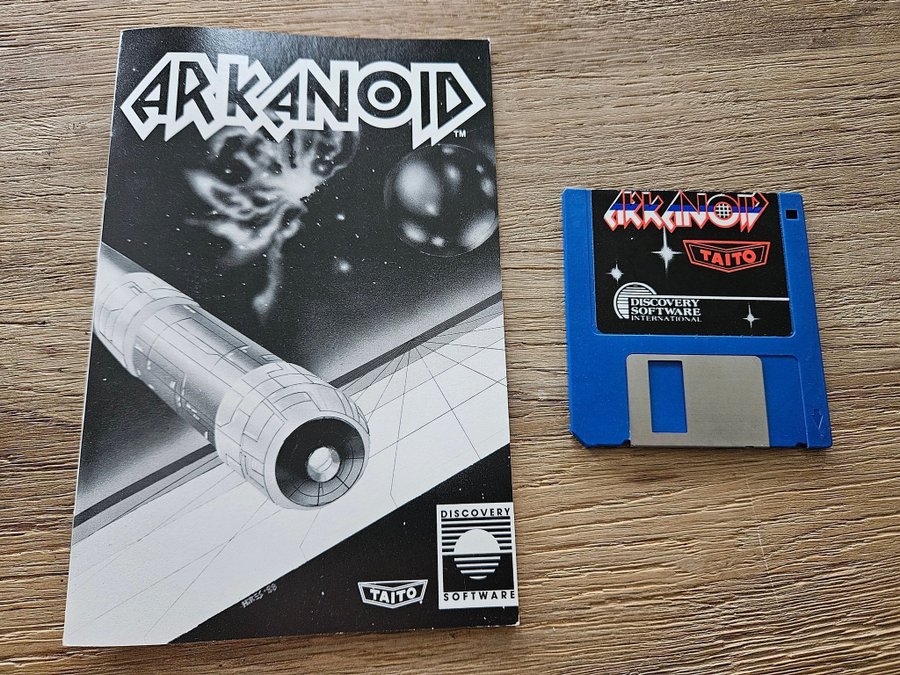 ARKANOID
TM
DISCOVERY
SOFTWARE
TAITO
ARKANOID
TAITO
DISCOVERY
SOFTWARE
INTERNATIONAL